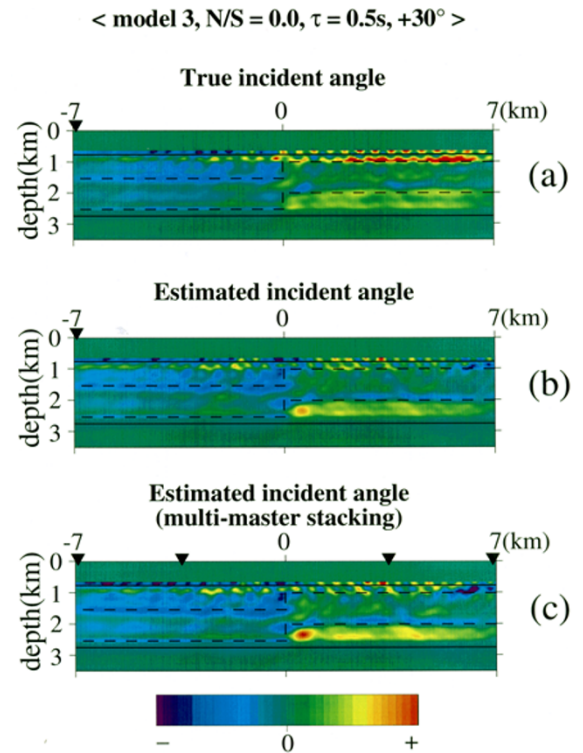 < model 3, N/S = 0.0, τ = 0.5s, +30° >
True incident angle
-7 0 7(km)
0
1
2
3
depth(km)
(a)
Estimated incident angle
-7 0 7(km)
0
1
2
3
depth(km)
(b)
Estimated incident angle
(multi-master stacking)
-7 0 7(km)
0
1
2
3
depth(km)
(c)
− 0 +